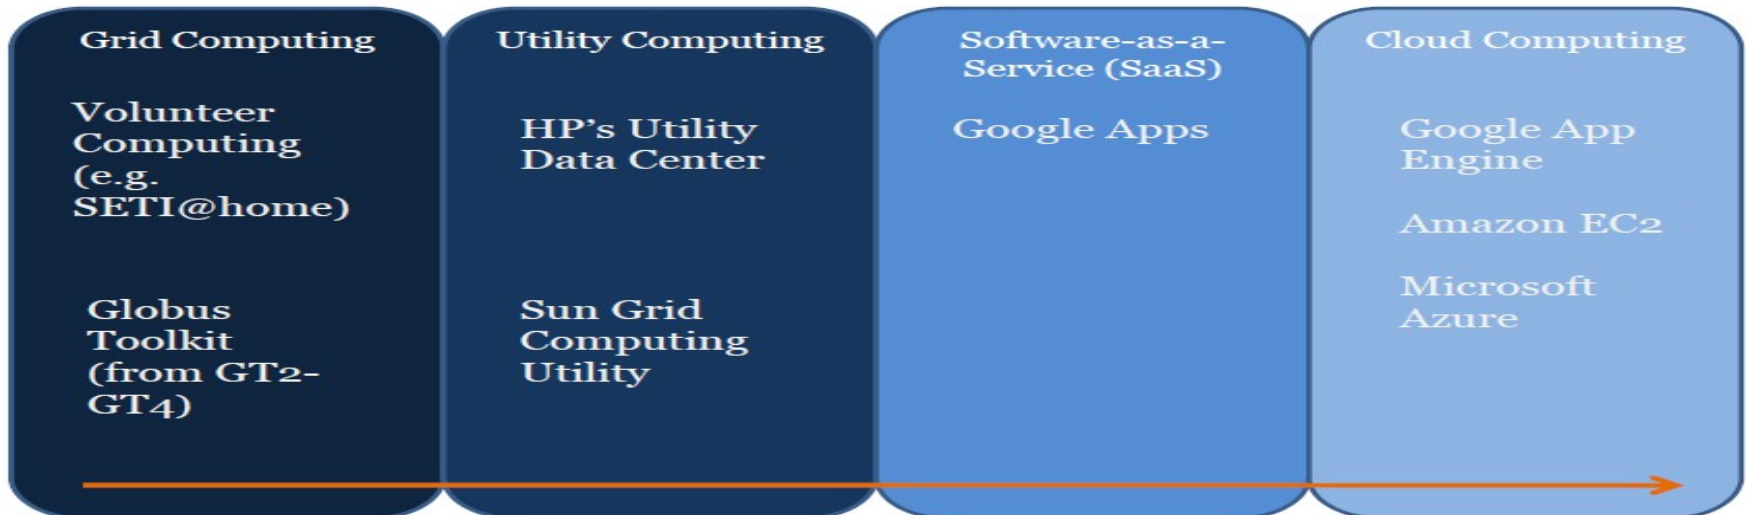 Grid Computing
Volunteer
Computing
(e.g.
SETI@home)
Globus
Toolkit
(from GT2-
GT4)
Utility Computing
HP’s Utility
Data Center
Sun Grid
Computing
Utility
Software-as-a-
Service (SaaS)
Google Apps
Cloud Computing
Google App
Engine
Amazon EC2
Microsoft
Azure